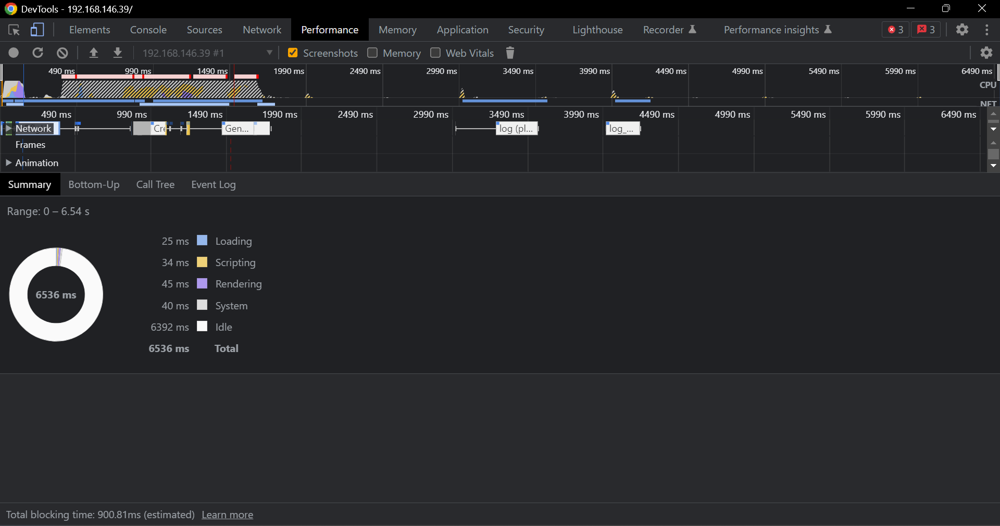 DevTools - 192.168.146.39/
Elements Console Sources Network Performance Memory Application Security Lighthouse Recorder Performance insights 3 3
192.168.146.39 #1 Screenshots Memory Web Vitals
490 ms 990 ms 1490 ms 1990 ms 2490 ms 2990 ms 3490 ms 3990 ms 4490 ms 4990 ms 5490 ms 5990 ms 6490 ms
CPU
NET
490 ms 990 ms 1490 ms 1990 ms 2490 ms 2990 ms 3490 ms 3990 ms 4490 ms 4990 ms 5490 ms 5990 ms 6490 ms
Network Cre Gen... log (pl... log_...
Frames
Animation
Summary Bottom-Up Call Tree Event Log
Range: 0 – 6.54 s
25 ms Loading
34 ms Scripting
45 ms Rendering
6536 ms
40 ms System
6392 ms Idle
6536 ms Total
Total blocking time: 900.81ms (estimated) Learn more